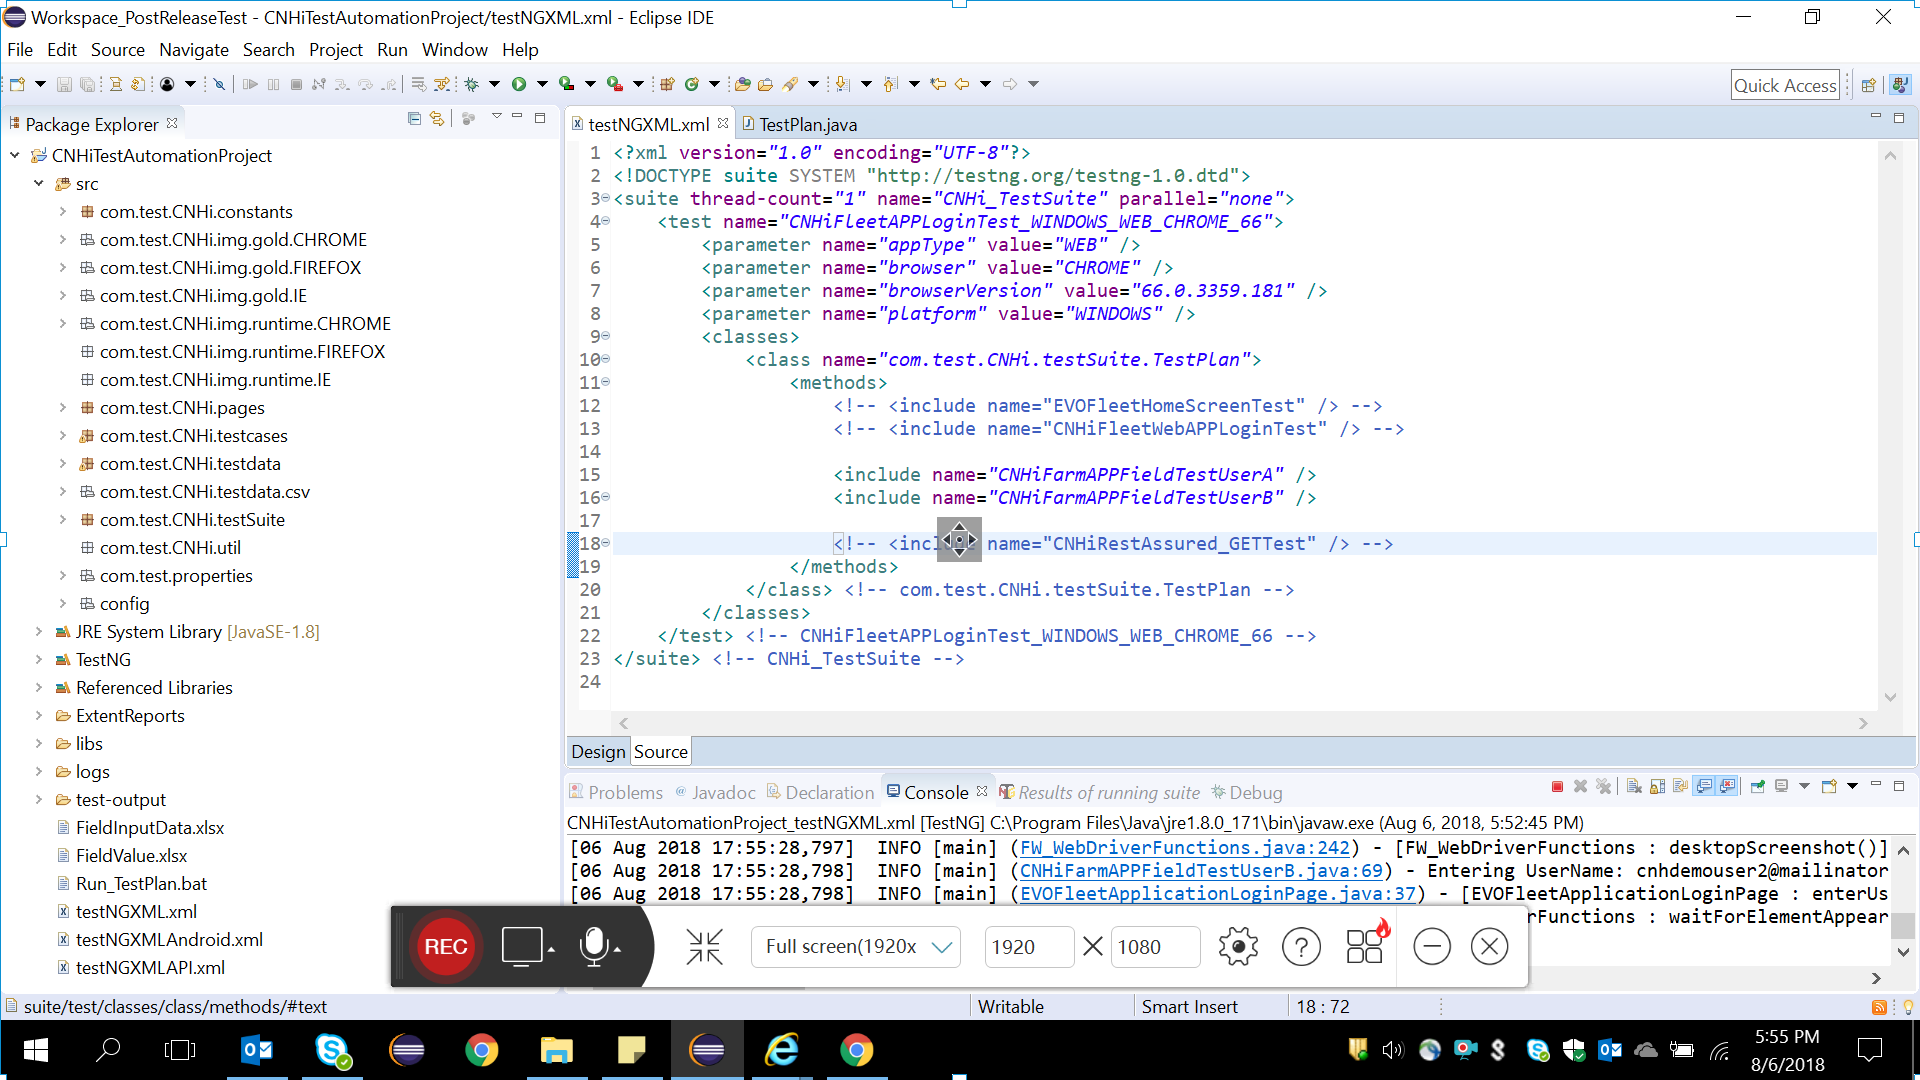 Workspace_PostReleaseTest - CNHiTestAutomationProject/testNGXML.xml - Eclipse IDE
File Edit Source Navigate Search Project Run Window Help
Quick Access
Package Explorer
CNHiTestAutomationProject
src
com.test.CNHi.constants
com.test.CNHi.img.gold.CHROME
com.test.CNHi.img.gold.FIREFOX
com.test.CNHi.img.gold.IE
com.test.CNHi.img.runtime.CHROME
com.test.CNHi.img.runtime.FIREFOX
com.test.CNHi.img.runtime.IE
com.test.CNHi.pages
com.test.CNHi.testcases
com.test.CNHi.testdata
com.test.CNHi.testdata.csv
com.test.CNHi.testSuite
com.test.CNHi.util
com.test.properties
config
JRE System Library [JavaSE-1.8]
TestNG
Referenced Libraries
ExtentReports
libs
logs
test-output
FieldInputData.xlsx
FieldValue.xlsx
Run_TestPlan.bat
testNGXML.xml
testNGXMLAndroid.xml
testNGXMLAPI.xml
testNGXML.xml TestPlan.java
1 <?xml version="1.0" encoding="UTF-8"?>
2 <!DOCTYPE suite SYSTEM "http://testng.org/testng-1.0.dtd">
3 <suite thread-count="1" name="CNHi_TestSuite" parallel="none">
4 <test name="CNHiFleetAPPLoginTest_WINDOWS_WEB_CHROME_66">
5 <parameter name="appType" value="WEB" />
6 <parameter name="browser" value="CHROME" />
7 <parameter name="browserVersion" value="66.0.3359.181" />
8 <parameter name="platform" value="WINDOWS" />
9 <classes>
10 <class name="com.test.CNHi.testSuite.TestPlan">
11 <methods>
12 <!-- <include name="EVOFleetHomeScreenTest" /> -->
13 <!-- <include name="CNHiFleetWebAPPLoginTest" /> -->
14
15 <include name="CNHiFarmAPPFieldTestUserA" />
16 <include name="CNHiFarmAPPFieldTestUserB" />
17
18 <!-- <include name="CNHiRestAssured_GETTest" /> -->
19 </methods>
20 </class> <!-- com.test.CNHi.testSuite.TestPlan -->
21 </classes>
22 </test> <!-- CNHiFleetAPPLoginTest_WINDOWS_WEB_CHROME_66 -->
23 </suite> <!-- CNHi_TestSuite -->
24
Design Source
Problems Javadoc Declaration Console Results of running suite Debug
CNHiTestAutomationProject_testNGXML.xml [TestNG] C:\Program Files\Java\jre1.8.0_171\bin\javaw.exe (Aug 6, 2018, 5:52:45 PM)
[06 Aug 2018 17:55:28,797] INFO [main] (FW_WebDriverFunctions.java:242) - [FW_WebDriverFunctions : desktopScreenshot()]
[06 Aug 2018 17:55:28,798] INFO [main] (CNHiFarmAPPFieldTestUserB.java:69) - Entering UserName: cnhdemouser2@mailinator
[06 Aug 2018 17:55:28,798] INFO [main] (EVOFleetApplicationLoginPage.java:37) - [EVOFleetApplicationLoginPage : enterUs
erFunctions : waitForElementAppear
REC Full screen(1920x 1920 1080
suite/test/classes/class/methods/#text Writable Smart Insert 18 : 72
5:55 PM
8/6/2018